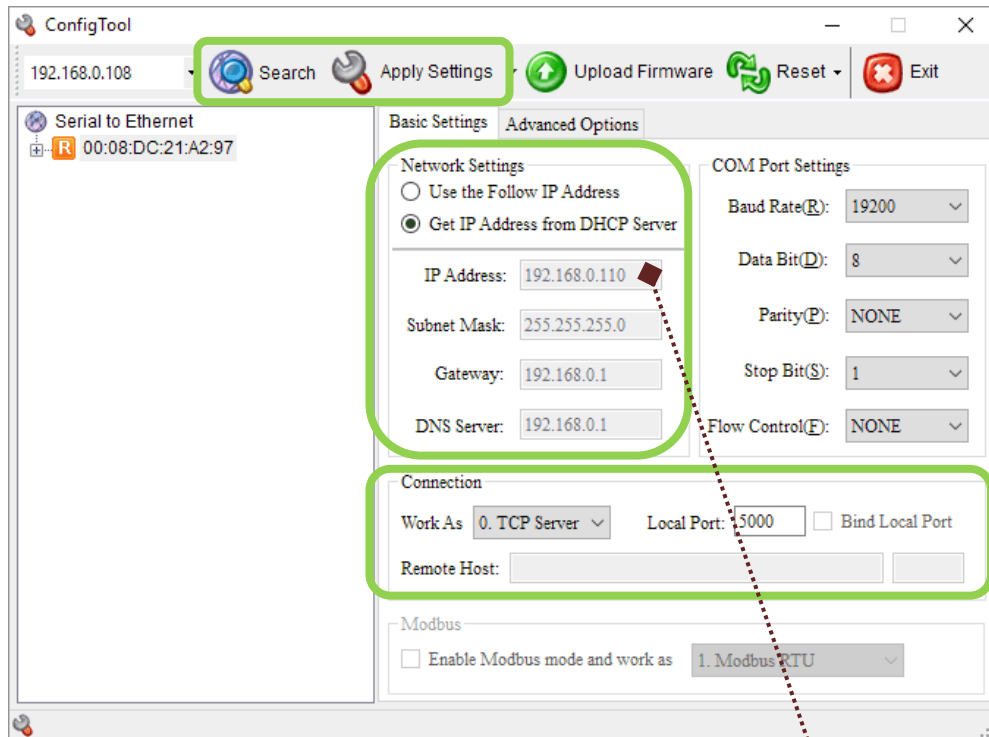 ConfigTool
192.168.0.108 Search Apply Settings Upload Firmware Reset Exit
Serial to Ethernet
R 00:08:DC:21:A2:97
Basic Settings Advanced Options
Network Settings
Use the Follow IP Address
Get IP Address from DHCP Server
IP Address: 192.168.0.110
Subnet Mask: 255.255.255.0
Gateway: 192.168.0.1
DNS Server: 192.168.0.1
COM Port Settings
Baud Rate(R): 19200
Data Bit(D): 8
Parity(P): NONE
Stop Bit(S): 1
Flow Control(F): NONE
Connection
Work As 0. TCP Server Local Port: 5000 Bind Local Port
Remote Host:
Modbus
Enable Modbus mode and work as 1. Modbus RTU